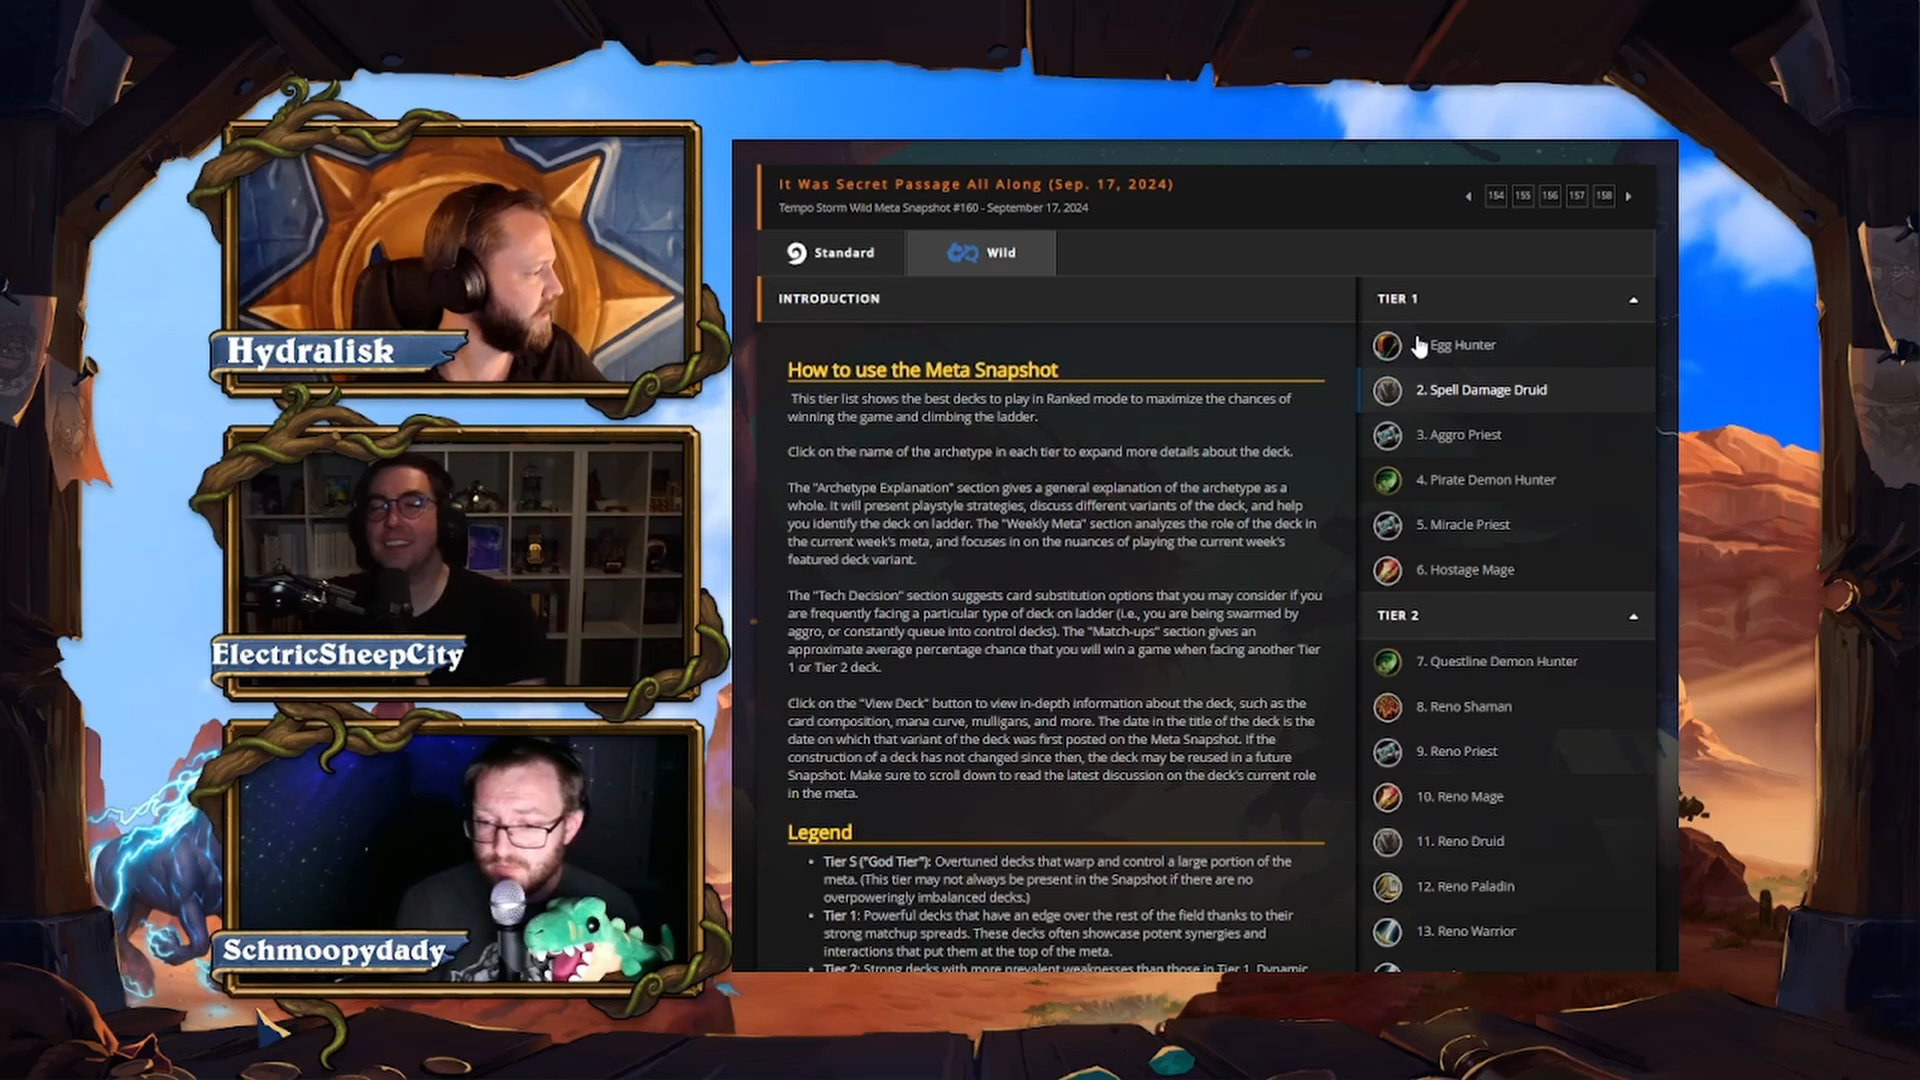 Hydralisk
ElectricSheepCity
Schmoopydady
It Was Secret Passage All Along (Sep. 17, 2024)
Tempo Storm Wild Meta Snapshot #160 - September 17, 2024
154 155 156 157 158
Standard
Wild
INTRODUCTION
How to use the Meta Snapshot
This tier list shows the best decks to play in Ranked mode to maximize the chances of
winning the game and climbing the ladder.
Click on the name of the archetype in each tier to expand more details about the deck.
The "Archetype Explanation" section gives a general explanation of the archetype as a
whole. It will present playstyle strategies, discuss different variants of the deck, and help
you identify the deck on ladder. The "Weekly Meta" section analyzes the role of the deck in
the current week's meta, and focuses in on the nuances of playing the current week's
featured deck variant.
The "Tech Decision" section suggests card substitution options that you may consider if you
are frequently facing a particular type of deck on ladder (i.e., you are being swarmed by
aggro, or constantly queue into control decks). The "Match-ups" section gives an
approximate average percentage chance that you will win a game when facing another Tier
1 or Tier 2 deck.
Click on the "View Deck" button to view in-depth information about the deck, such as the
card composition, mana curve, mulligans, and more. The date in the title of the deck is the
date on which that variant of the deck was first posted on the Meta Snapshot. If the
construction of a deck has not changed since then, the deck may be reused in a future
Snapshot. Make sure to scroll down to read the latest discussion on the deck's current role
in the meta.
Legend
• Tier S ("God Tier"): Overtuned decks that warp and control a large portion of the
meta. (This tier may not always be present in the Snapshot if there are no
overpoweringly imbalanced decks.)
• Tier 1: Powerful decks that have an edge over the rest of the field thanks to their
strong matchup spreads. These decks often showcase potent synergies and
interactions that put them at the top of the meta.
• Tier 2: Strong decks with more prevalent weaknesses than those in Tier 1. Dynamic
TIER 1
Egg Hunter
2. Spell Damage Druid
3. Aggro Priest
4. Pirate Demon Hunter
5. Miracle Priest
6. Hostage Mage
TIER 2
7. Questline Demon Hunter
8. Reno Shaman
9. Reno Priest
10. Reno Mage
11. Reno Druid
12. Reno Paladin
13. Reno Warrior